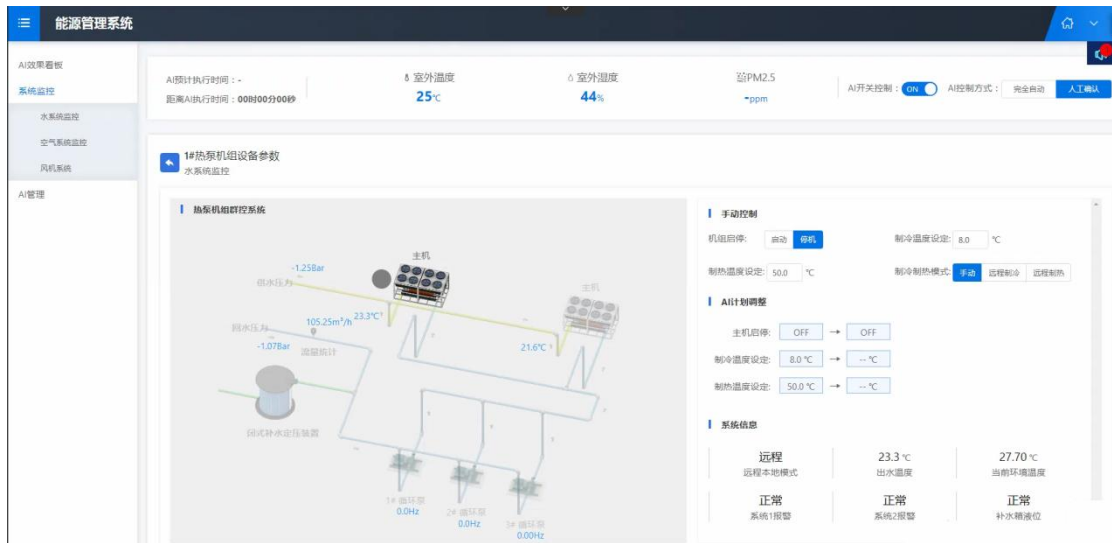 能源管理系统
AI效果看板
系统监控
水系统监控
空气系统监控
风机系统
AI管理
AI预计执行时间：-
距离AI执行时间：00时00分00秒
室外温度
25℃
室外湿度
44%
PM2.5
-ppm
AI开关控制：ON
AI控制方式：完全自动 人工确认
1#热泵机组设备参数
水系统监控
热泵机组群控系统
主机
-1.25Bar
供水压力
主机
回水压力
105.25m³/h
23.3℃
-1.07Bar
21.6℃
1# 循环泵
0.0Hz
2# 循环泵
0.0Hz
3# 循环泵
0.00Hz
手动控制
机组启停: 启动 停机
制冷温度设定: 8.0 ℃
制热温度设定: 50.0 ℃
制冷制热模式: 手动 远程制冷 远程制热
AI计划调整
主机启停: OFF → OFF
制冷温度设定: 8.0 ℃ → -- ℃
制热温度设定: 50.0 ℃ → -- ℃
系统信息
远程
远程本地模式
23.3 ℃
出水温度
27.70 ℃
当前环境温度
正常
系统1报警
正常
系统2报警
正常
补水箱液位